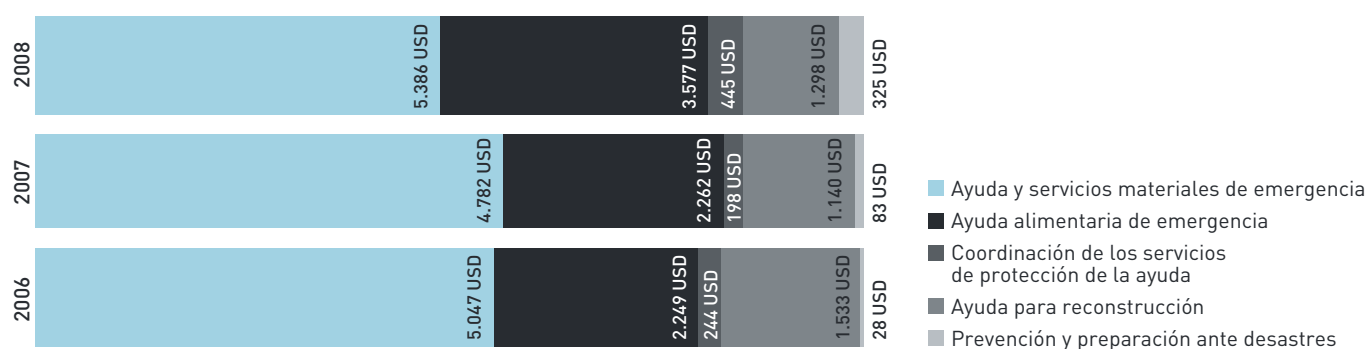 2008
5.386 USD
3.577 USD
445 USD
1.298 USD
325 USD
2007
4.782 USD
2.262 USD
198 USD
1.140 USD
83 USD
2006
5.047 USD
2.249 USD
244 USD
1.533 USD
28 USD
Ayuda y servicios materiales de emergencia
Ayuda alimentaria de emergencia
Coordinación de los servicios
de protección de la ayuda
Ayuda para reconstrucción
Prevención y preparación ante desastres